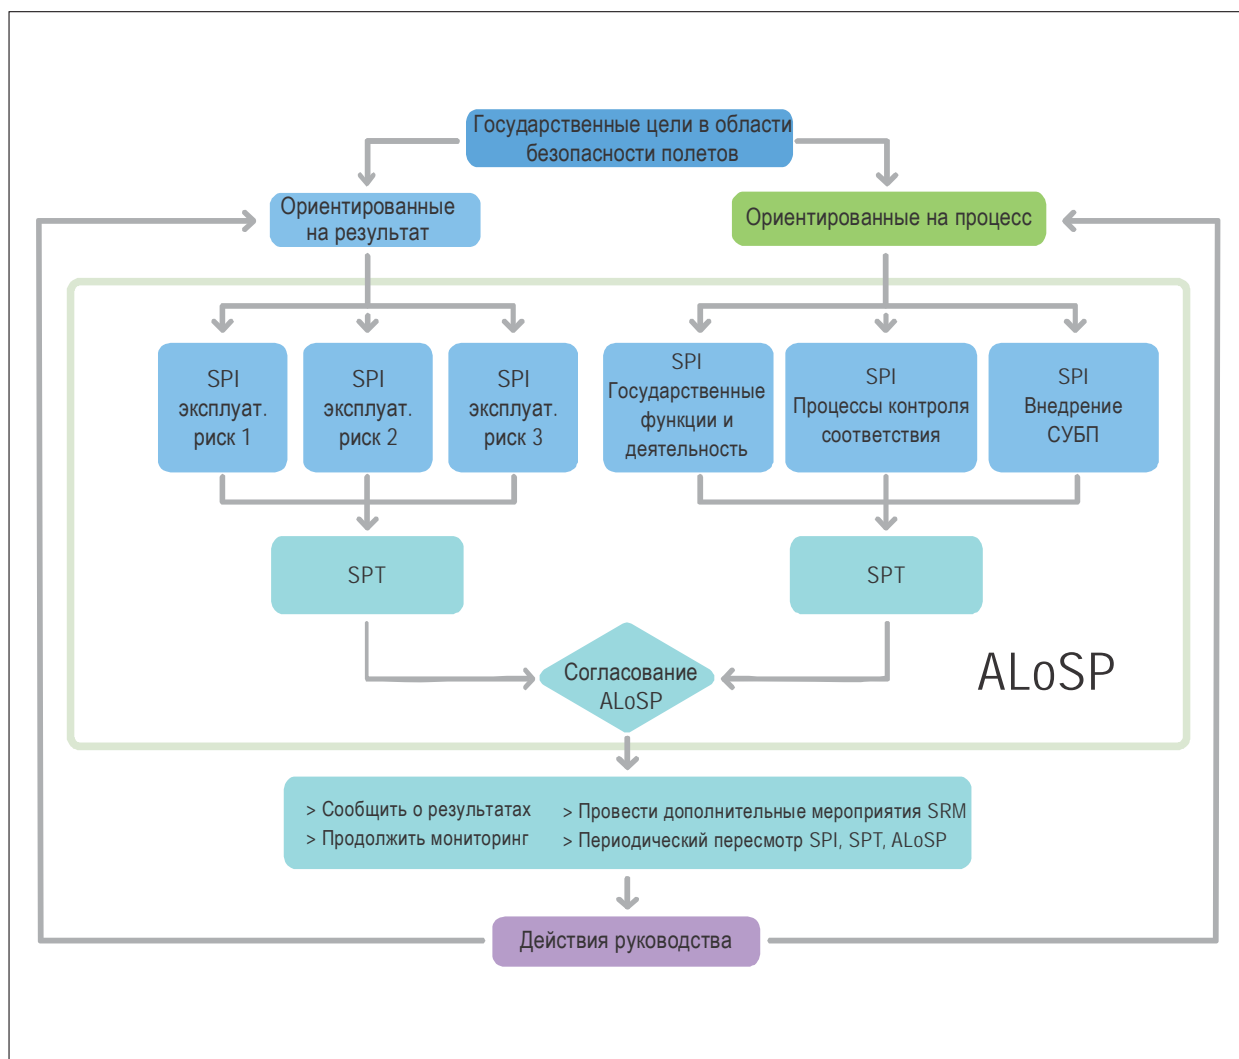 Государственные цели в области
безопасности полетов
Ориентированные
на результат
Ориентированные на процесс
SPI
эксплуат.
риск 1
SPI
эксплуат.
риск 2
SPI
эксплуат.
риск 3
SPI
Государственные
функции и
деятельность
SPI
Процессы контроля
соответствия
SPI
Внедрение
СУБП
SPT
SPT
Согласование
ALoSP
ALoSP
> Сообщить о результатах
> Продолжить мониторинг
> Провести дополнительные мероприятия SRM
> Периодический пересмотр SPI, SPT, ALoSP
Действия руководства